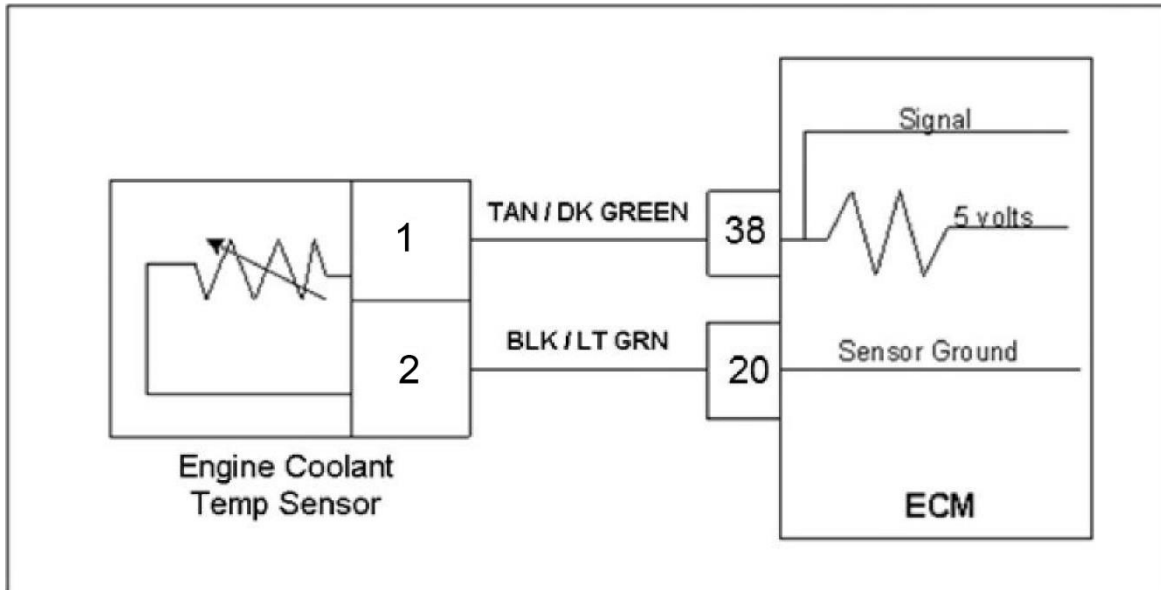 Signal
TAN / DK GREEN
1
38
5 volts
BLK / LT GRN
2
20
Sensor Ground
Engine Coolant
Temp Sensor
ECM